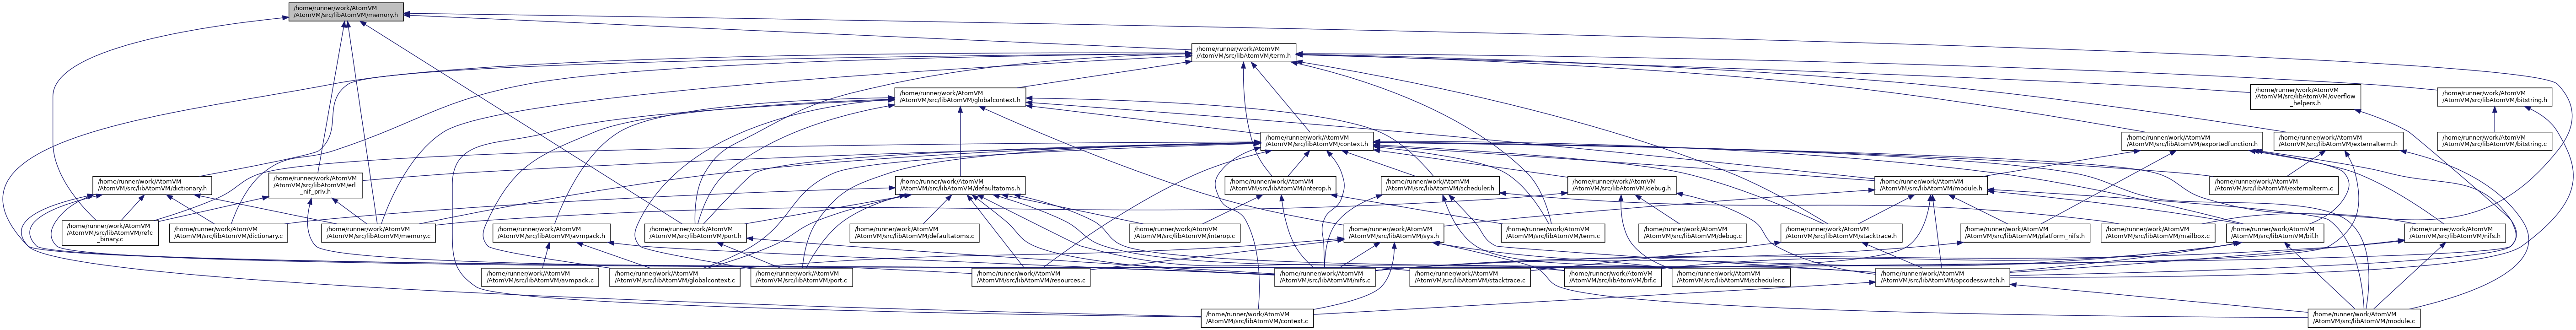 /home/runner/work/AtomVM
/AtomVM/src/libAtomVM/memory.h
/home/runner/work/AtomVM
/AtomVM/src/libAtomVM/term.h
/home/runner/work/AtomVM
/AtomVM/src/libAtomVM/globalcontext.h
/home/runner/work/AtomVM
/AtomVM/src/libAtomVM/overflow
_helpers.h
/home/runner/work/AtomVM
/AtomVM/src/libAtomVM/bitstring.h
/home/runner/work/AtomVM
/AtomVM/src/libAtomVM/context.h
/home/runner/work/AtomVM
/AtomVM/src/libAtomVM/exportedfunction.h
/home/runner/work/AtomVM
/AtomVM/src/libAtomVM/externalterm.h
/home/runner/work/AtomVM
/AtomVM/src/libAtomVM/bitstring.c
/home/runner/work/AtomVM
/AtomVM/src/libAtomVM/dictionary.h
/home/runner/work/AtomVM
/AtomVM/src/libAtomVM/erl
_nif_priv.h
/home/runner/work/AtomVM
/AtomVM/src/libAtomVM/defaultatoms.h
/home/runner/work/AtomVM
/AtomVM/src/libAtomVM/interop.h
/home/runner/work/AtomVM
/AtomVM/src/libAtomVM/scheduler.h
/home/runner/work/AtomVM
/AtomVM/src/libAtomVM/debug.h
/home/runner/work/AtomVM
/AtomVM/src/libAtomVM/module.h
/home/runner/work/AtomVM
/AtomVM/src/libAtomVM/externalterm.c
/home/runner/work/AtomVM
/AtomVM/src/libAtomVM/refc
_binary.c
/home/runner/work/AtomVM
/AtomVM/src/libAtomVM/dictionary.c
/home/runner/work/AtomVM
/AtomVM/src/libAtomVM/memory.c
/home/runner/work/AtomVM
/AtomVM/src/libAtomVM/avmpack.h
/home/runner/work/AtomVM
/AtomVM/src/libAtomVM/port.h
/home/runner/work/AtomVM
/AtomVM/src/libAtomVM/defaultatoms.c
/home/runner/work/AtomVM
/AtomVM/src/libAtomVM/interop.c
/home/runner/work/AtomVM
/AtomVM/src/libAtomVM/sys.h
/home/runner/work/AtomVM
/AtomVM/src/libAtomVM/term.c
/home/runner/work/AtomVM
/AtomVM/src/libAtomVM/debug.c
/home/runner/work/AtomVM
/AtomVM/src/libAtomVM/stacktrace.h
/home/runner/work/AtomVM
/AtomVM/src/libAtomVM/platform_nifs.h
/home/runner/work/AtomVM
/AtomVM/src/libAtomVM/mailbox.c
/home/runner/work/AtomVM
/AtomVM/src/libAtomVM/bif.h
/home/runner/work/AtomVM
/AtomVM/src/libAtomVM/nifs.h
/home/runner/work/AtomVM
/AtomVM/src/libAtomVM/avmpack.c
/home/runner/work/AtomVM
/AtomVM/src/libAtomVM/globalcontext.c
/home/runner/work/AtomVM
/AtomVM/src/libAtomVM/port.c
/home/runner/work/AtomVM
/AtomVM/src/libAtomVM/resources.c
/home/runner/work/AtomVM
/AtomVM/src/libAtomVM/nifs.c
/home/runner/work/AtomVM
/AtomVM/src/libAtomVM/stacktrace.c
/home/runner/work/AtomVM
/AtomVM/src/libAtomVM/bif.c
/home/runner/work/AtomVM
/AtomVM/src/libAtomVM/scheduler.c
/home/runner/work/AtomVM
/AtomVM/src/libAtomVM/opcodesswitch.h
/home/runner/work/AtomVM
/AtomVM/src/libAtomVM/context.c
/home/runner/work/AtomVM
/AtomVM/src/libAtomVM/module.c